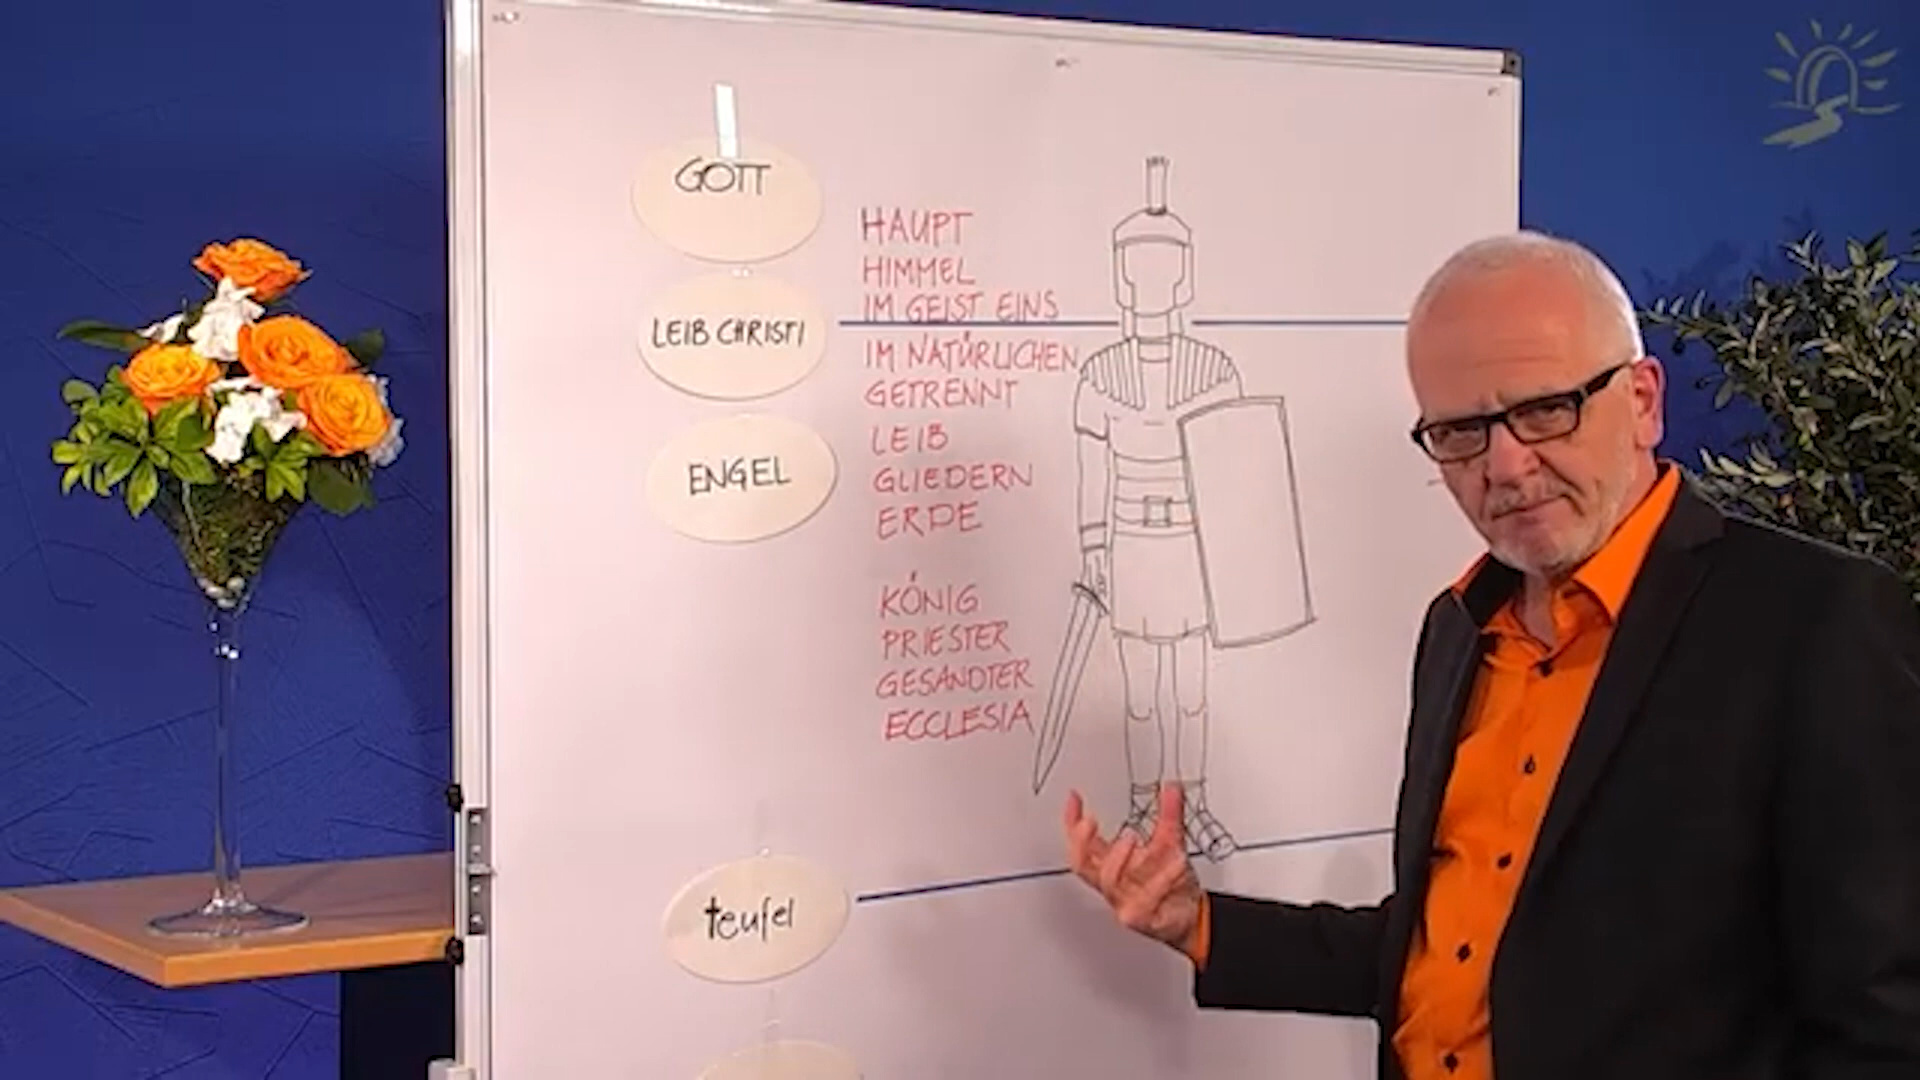 GOTT
LEIB CHRISTI
ENGEL
teufel
HAUPT
HIMMEL
IM GEIST EINS
IM NATÜRLICHEN
GETRENNT
LEIB
GLIEDERN
ERDE
KÖNIG
PRIESTER
GESANDTER
ECCLESIA